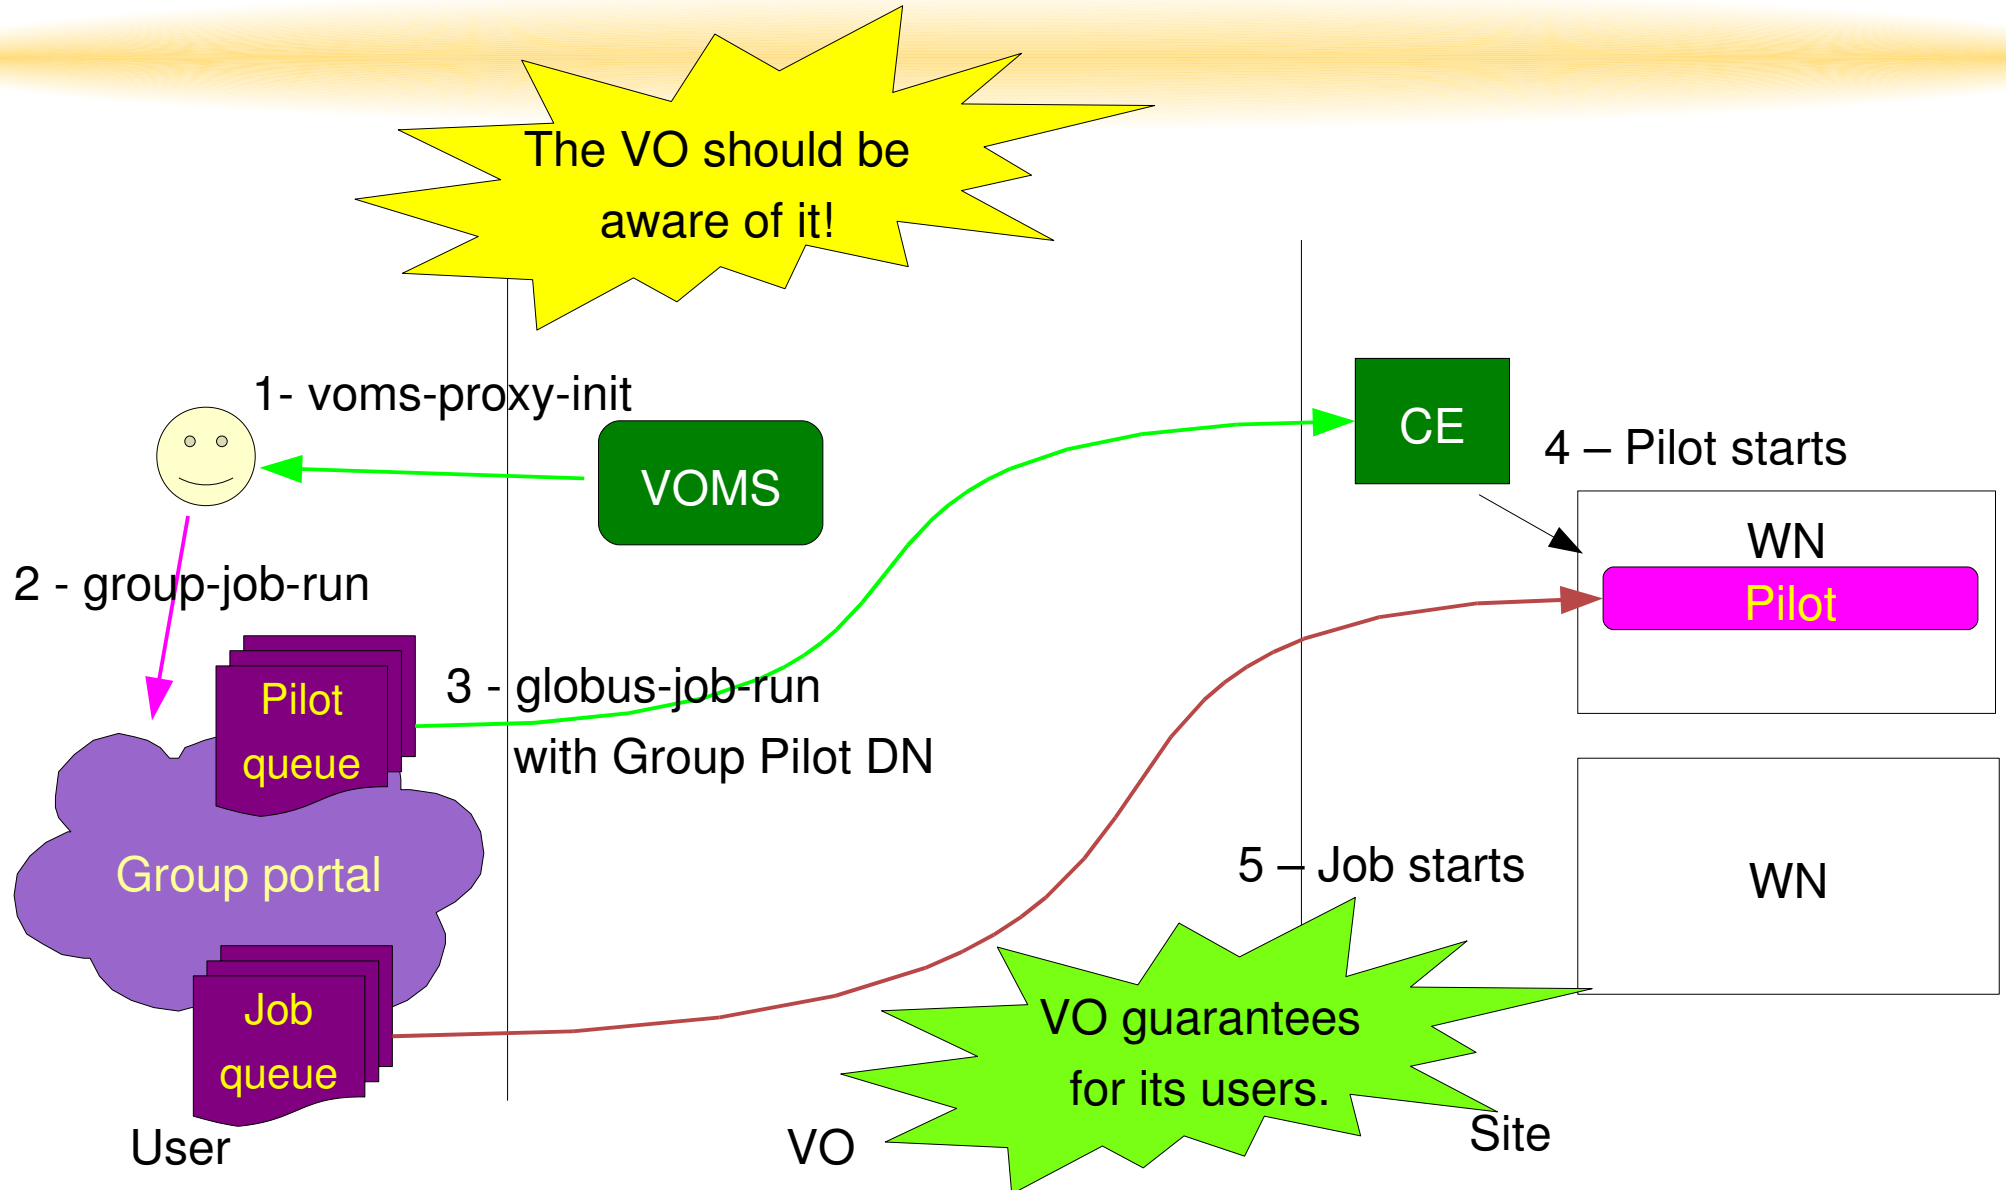 The VO should be
aware of it!
1- voms-proxy-init
VOMS
CE
4 – Pilot starts
WN
Pilot
2 - group-job-run
Pilot
queue
3 - globus-job-run
with Group Pilot DN
Group portal
5 – Job starts
WN
Job
queue
VO guarantees
for its users.
User
VO
Site